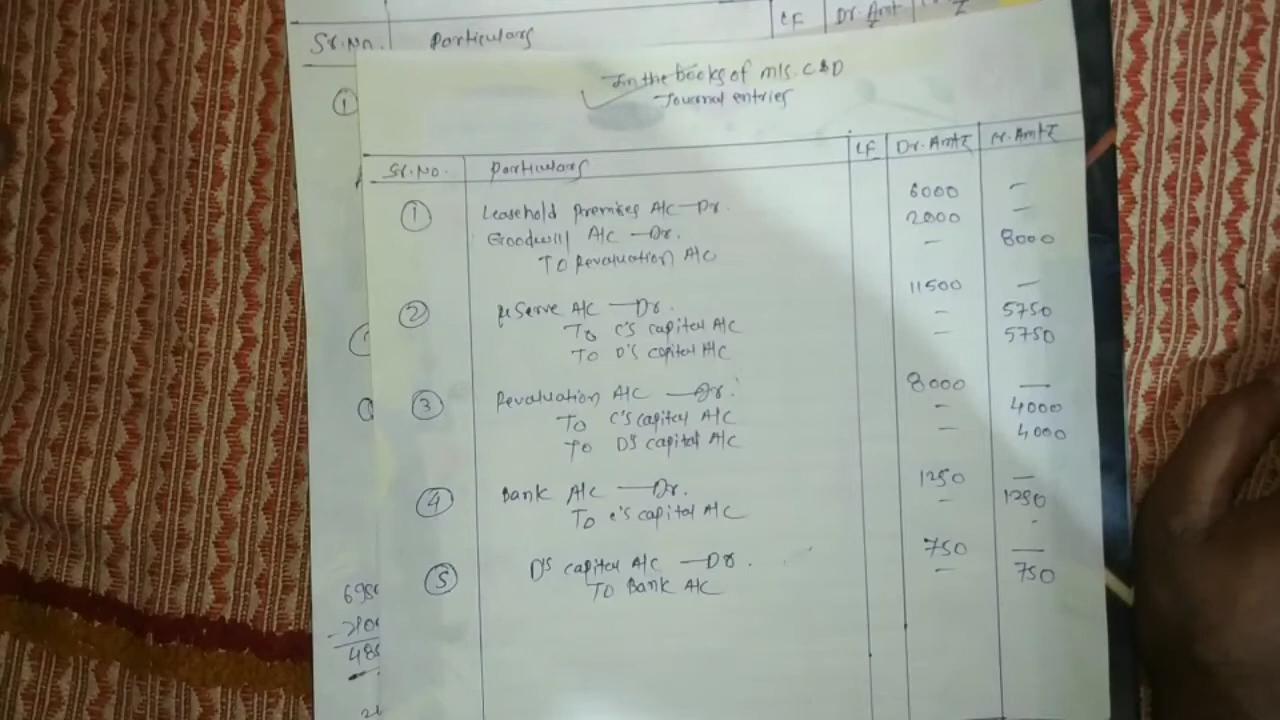 LF Dr. Amt
₹
Sr.No. Particulars
In the books of M/s. C & D
Journal entries
Sr.No. Particulars LF Dr. Amt ₹ Cr. Amt ₹
① Leasehold Premises A/c — Dr. 6000 —
Goodwill A/c — Dr. 2000 —
To Revaluation A/c — 8000
② Reserve A/c — Dr. 11500 —
To C's capital A/c — 5750
To D's capital A/c — 5750
③ Revaluation A/c — Dr. 8000 —
To C's capital A/c — 4000
To D's capital A/c — 4000
④ Bank A/c — Dr. 1250 —
To C's capital A/c — 1250
⑤ D's capital A/c — Dr. 750 —
To Bank A/c — 750
①